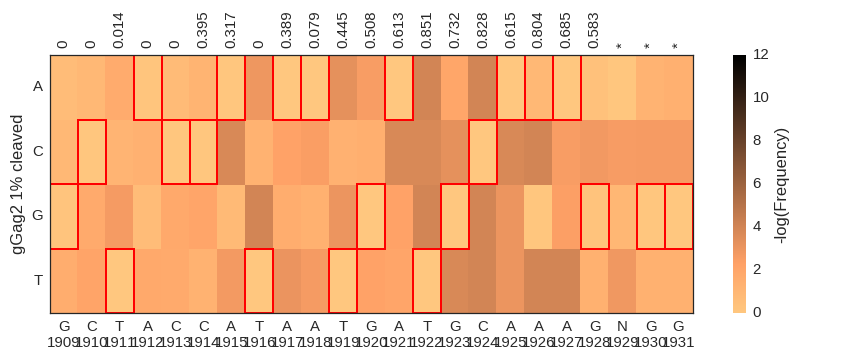 0 0 0.014 0 0 0.395 0.317 0 0.389 0.079 0.445 0.508 0.613 0.851 0.732 0.828 0.615 0.804 0.685 0.583 * * *
gGag2 1% cleaved
A
C
G
T
G C T A C C A T A A T G A T G C A A A G N G G
1909 1910 1911 1912 1913 1914 1915 1916 1917 1918 1919 1920 1921 1922 1923 1924 1925 1926 1927 1928 1929 1930 1931
12
10
8
6
4
2
0
-log(Frequency)